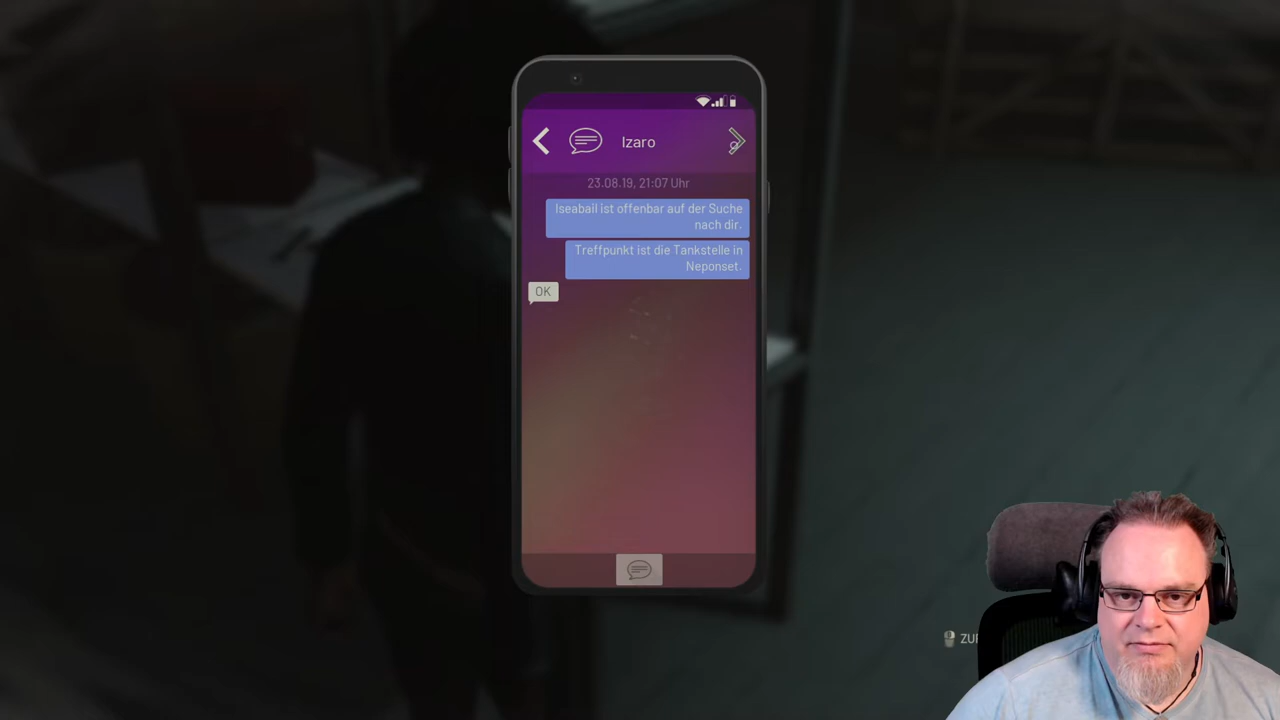 Izaro
23.08.19, 21:07 Uhr
Iseabail ist offenbar auf der Suche
nach dir.
Treffpunkt ist die Tankstelle in
Neponset.
OK